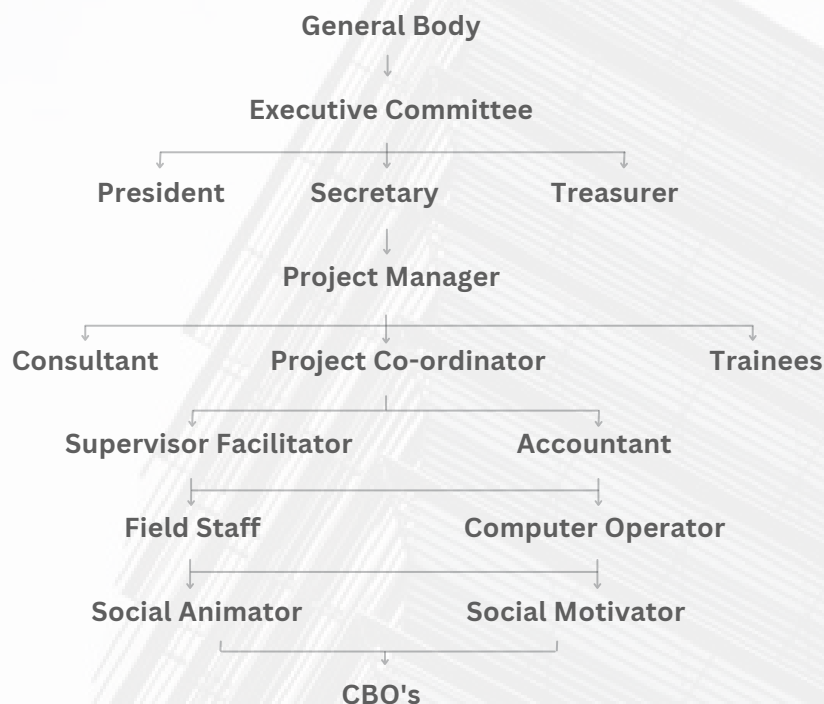 General Body
Executive Committee
President Secretary Treasurer
Project Manager
Consultant Project Co-ordinator Trainees
Supervisor Facilitator Accountant
Field Staff Computer Operator
Social Animator Social Motivator
CBO's